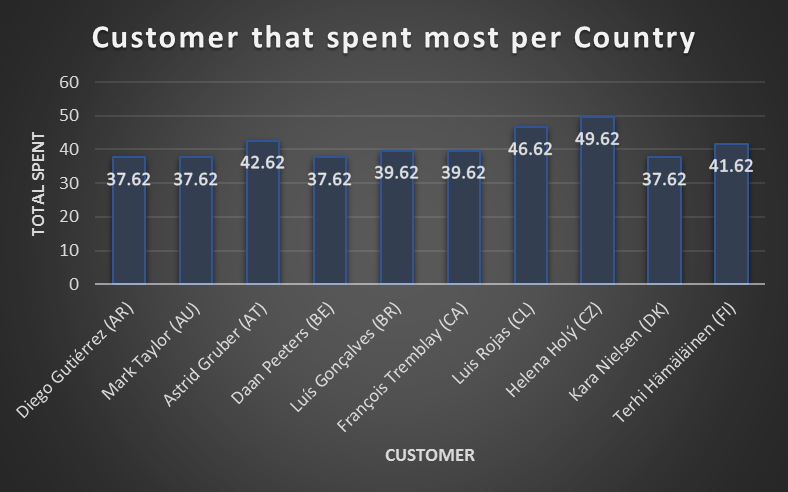 Customer that spent most per Country
TOTAL SPENT
60
50
40
30
20
10
0
37.62
37.62
42.62
37.62
39.62
39.62
46.62
49.62
37.62
41.62
Diego Gutiérrez (AR)
Mark Taylor (AU)
Astrid Gruber (AT)
Daan Peeters (BE)
Luís Gonçalves (BR)
François Tremblay (CA)
Luis Rojas (CL)
Helena Holý (CZ)
Kara Nielsen (DK)
Terhi Hämäläinen (FI)
CUSTOMER